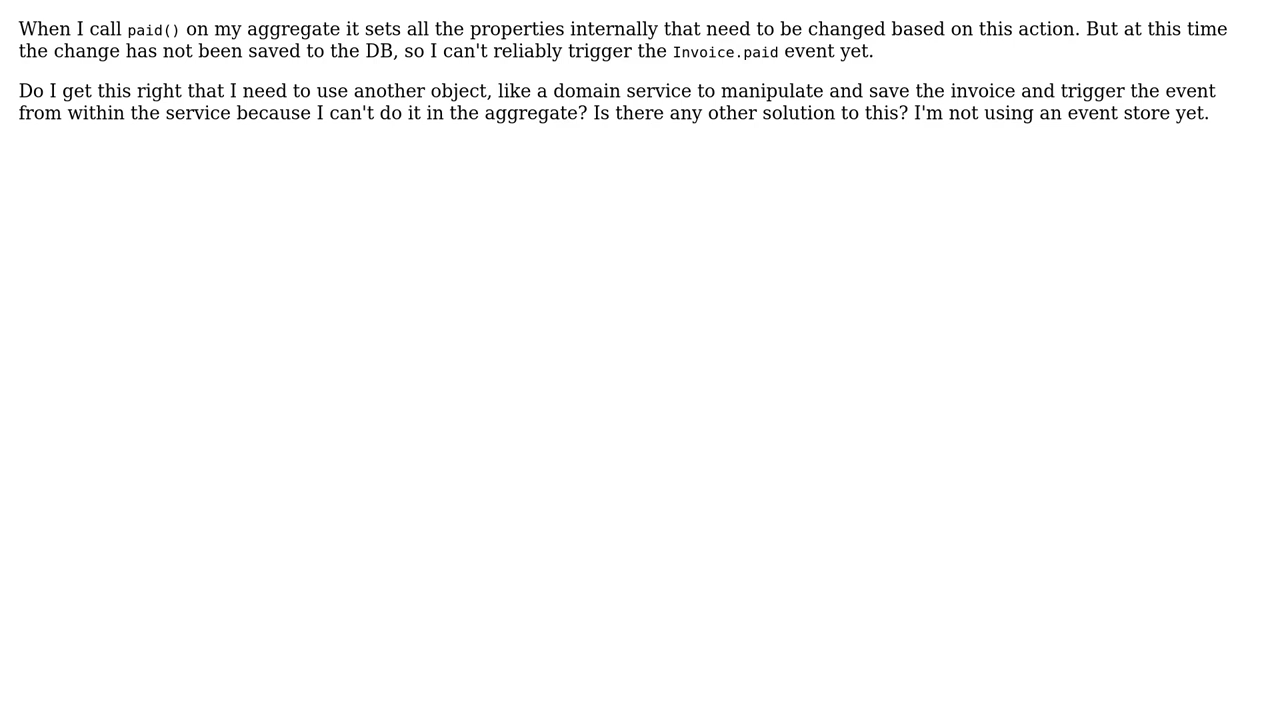 When I call paid() on my aggregate it sets all the properties internally that need to be changed based on this action. But at this time
the change has not been saved to the DB, so I can't reliably trigger the Invoice.paid event yet.
Do I get this right that I need to use another object, like a domain service to manipulate and save the invoice and trigger the event
from within the service because I can't do it in the aggregate? Is there any other solution to this? I'm not using an event store yet.